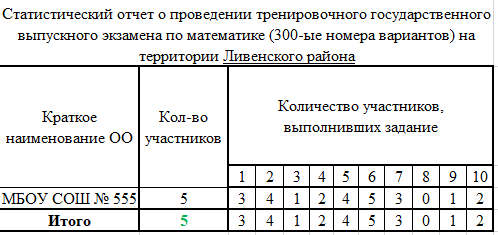 Статистический отчет о проведении тренировочного государственного
выпускного экзамена по математике (300-ые номера вариантов) на
территории Ливенского района
Краткое
наименование ОО
Кол-во
участников
Количество участников,
выполнивших задание
1 2 3 4 5 6 7 8 9 10
МБОУ СОШ № 555 5 3 4 1 2 4 5 3 0 1 2
Итого 5 3 4 1 2 4 5 3 0 1 2